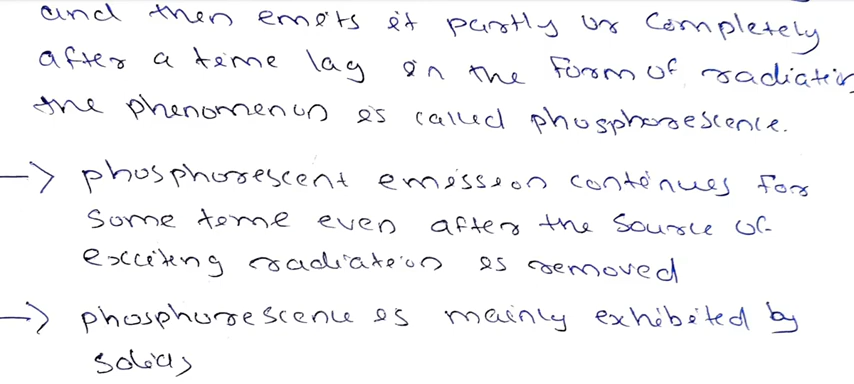 and then emits it partly or completely
after a time lag in the form of radiation
the phenomenon is called phosphorescence.
→ phosphorescent emission continues for
some time even after the source of
exciting radiation is removed
→ phosphorescence is mainly exhibited by
solids